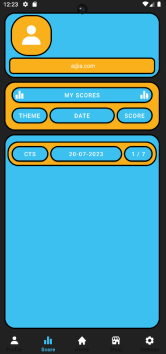 12:23
a@a.com
MY SCORES
THEME DATE SCORE
CTS 20-07-2023 1 / 7
Score